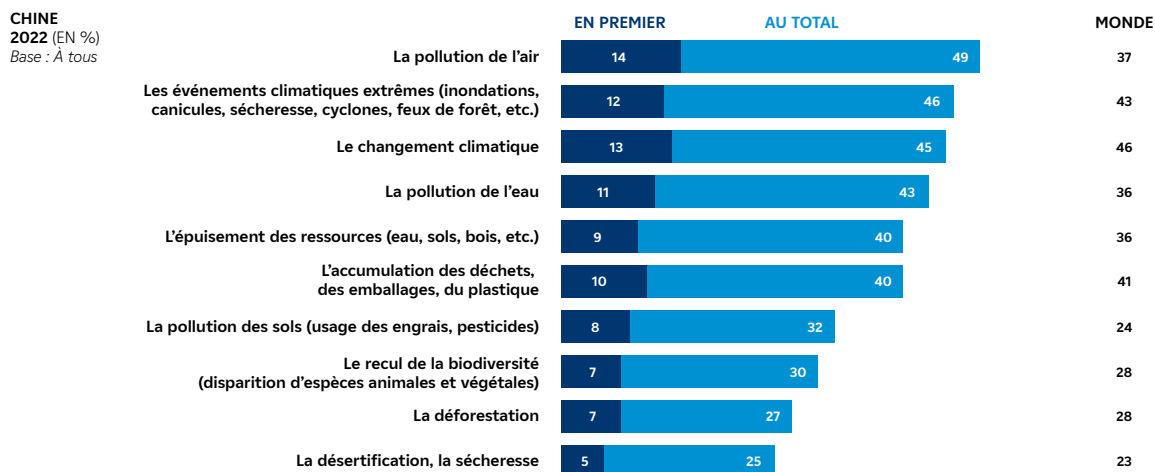 CHINE
2022 (EN %)
Base : À tous
EN PREMIER AU TOTAL MONDE
La pollution de l'air 14 49 37
Les événements climatiques extrêmes (inondations,
canicules, sécheresse, cyclones, feux de forêt, etc.) 12 46 43
Le changement climatique 13 45 46
La pollution de l'eau 11 43 36
L'épuisement des ressources (eau, sols, bois, etc.) 9 40 36
L'accumulation des déchets,
des emballages, du plastique 10 40 41
La pollution des sols (usage des engrais, pesticides) 8 32 24
Le recul de la biodiversité
(disparition d'espèces animales et végétales) 7 30 28
La déforestation 7 27 28
La désertification, la sécheresse 5 25 23